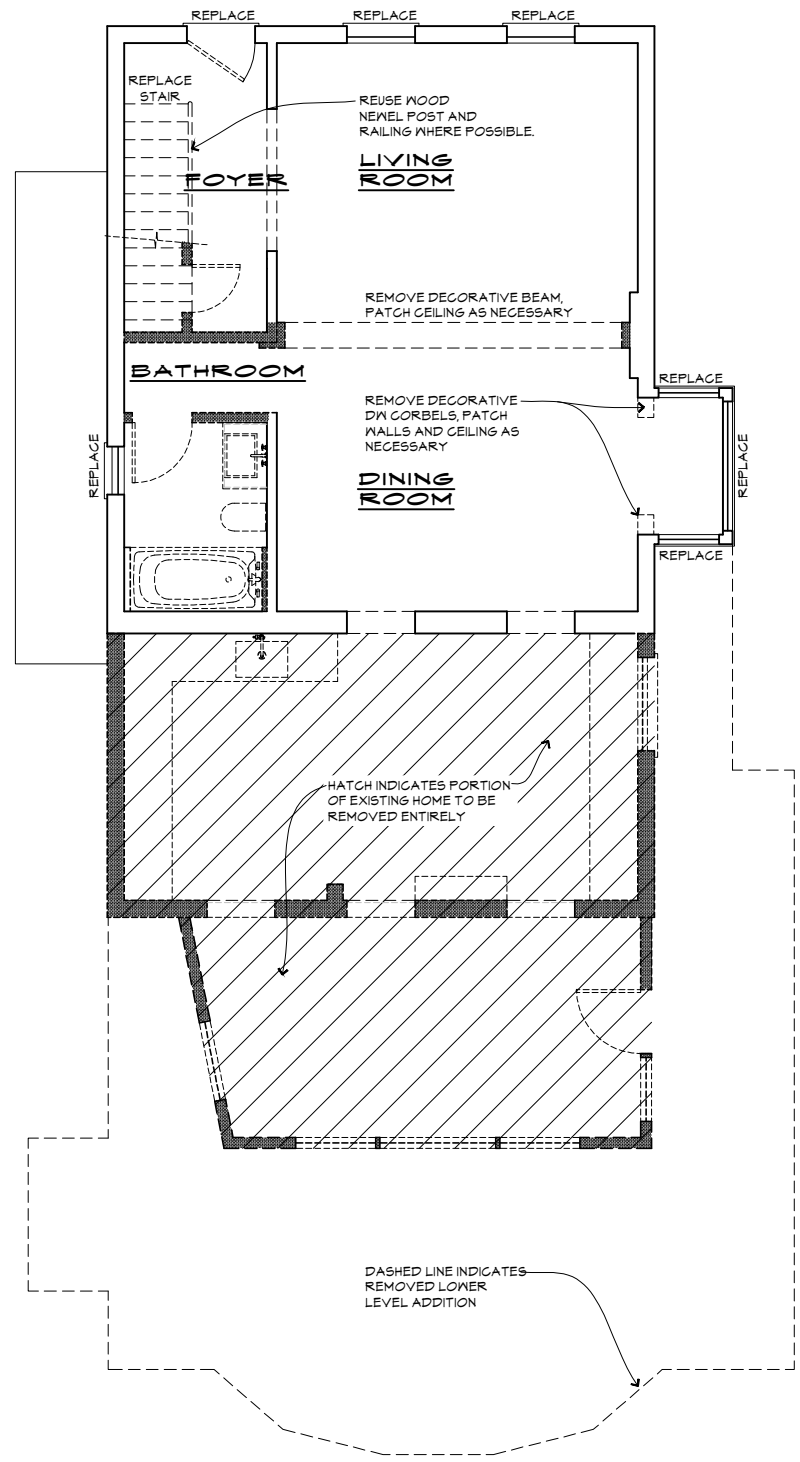 REPLACE
REPLACE
REPLACE
REPLACE
STAIR
REUSE WOOD
NEWEL POST AND
RAILING WHERE POSSIBLE.
FOYER
LIVING
ROOM
REMOVE DECORATIVE BEAM,
PATCH CEILING AS NECESSARY
BATHROOM
REPLACE
REMOVE DECORATIVE
DW CORBELS, PATCH
WALLS AND CEILING AS
NECESSARY
REPLACE
REPLACE
DINING
ROOM
REPLACE
HATCH INDICATES PORTION
OF EXISTING HOME TO BE
REMOVED ENTIRELY
DASHED LINE INDICATES
REMOVED LOWER
LEVEL ADDITION